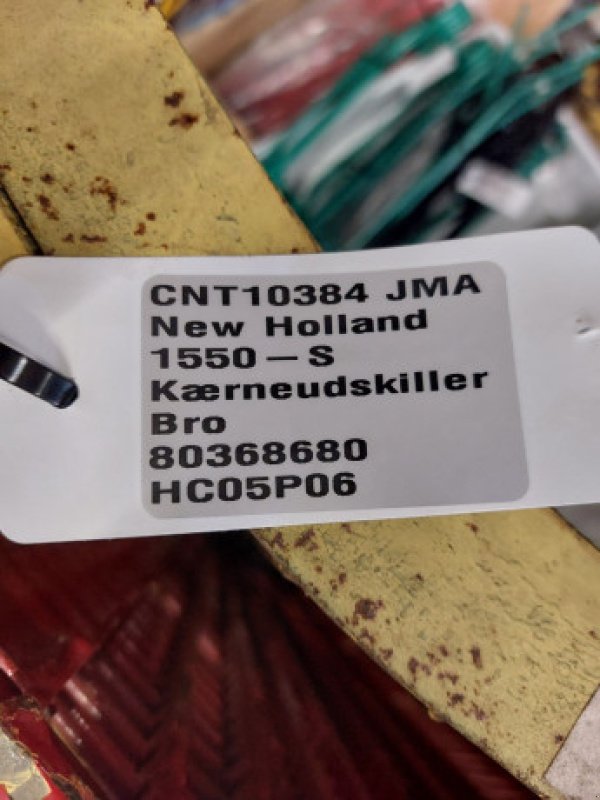 CNT10384 JMA
New Holland
1550 – S
Kærneudskiller
Bro
80368680
HC05P06